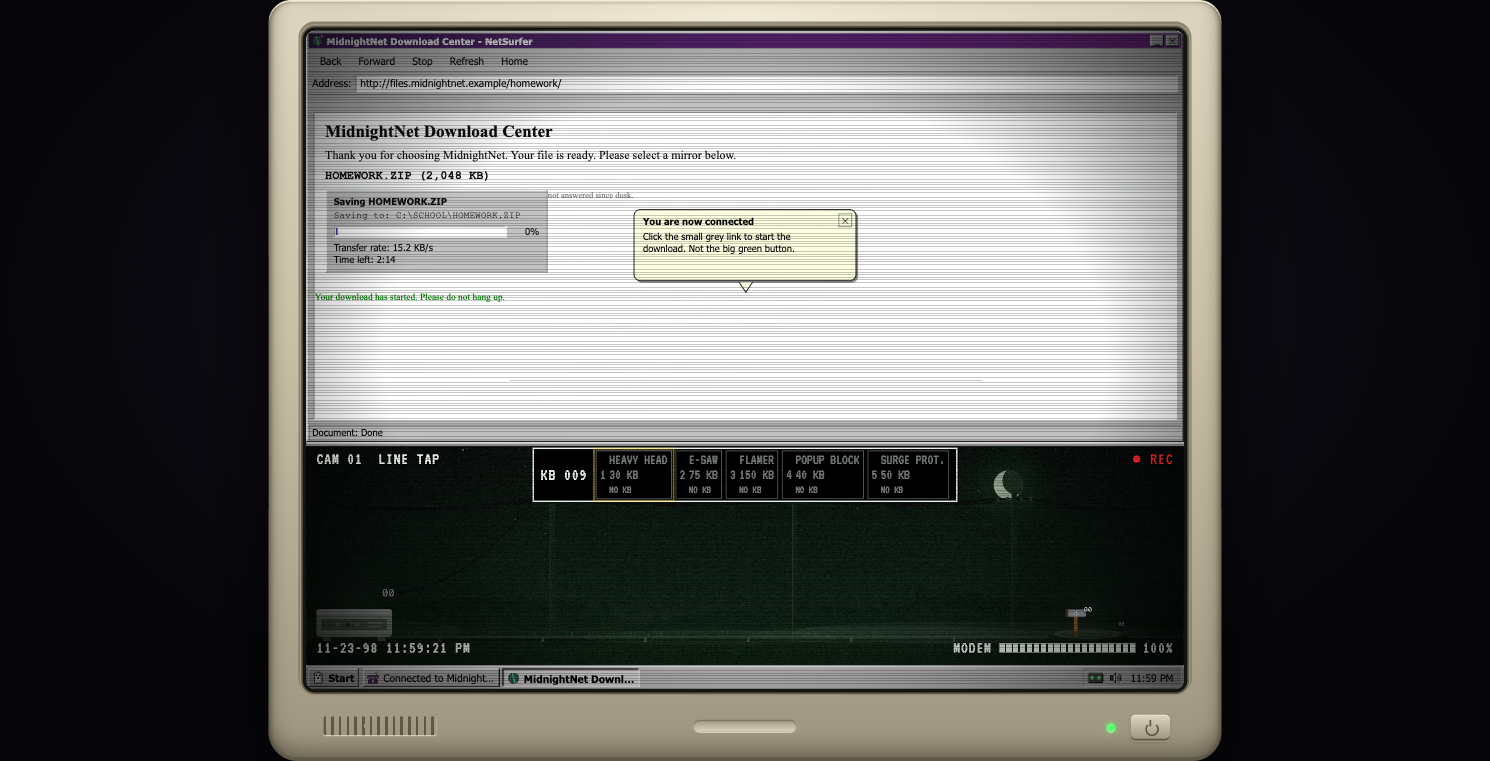 MidnightNet Download Center - NetSurfer
Back Forward Stop Refresh Home
Address: http://files.midnightnet.example/homework/
MidnightNet Download Center
Thank you for choosing MidnightNet. Your file is ready. Please select a mirror below.
HOMEWORK.ZIP (2,048 KB)
not answered since dusk.
Saving HOMEWORK.ZIP
Saving to: C:\SCHOOL\HOMEWORK.ZIP
0%
Transfer rate: 15.2 KB/s
Time left: 2:14
You are now connected
Click the small grey link to start the
download. Not the big green button.
Your download has started. Please do not hang up.
Document: Done
CAM 01 LINE TAP
KB 009
HEAVY HEAD
1 30 KB
NO KB
E-SAW
2 75 KB
NO KB
FLAMER
3 150 KB
NO KB
POPUP BLOCK
4 40 KB
NO KB
SURGE PROT.
5 50 KB
NO KB
REC
00
00
11-23-98 11:59:21 PM
MODEM 100%
Start Connected to Midnight... MidnightNet Downl... 11:59 PM